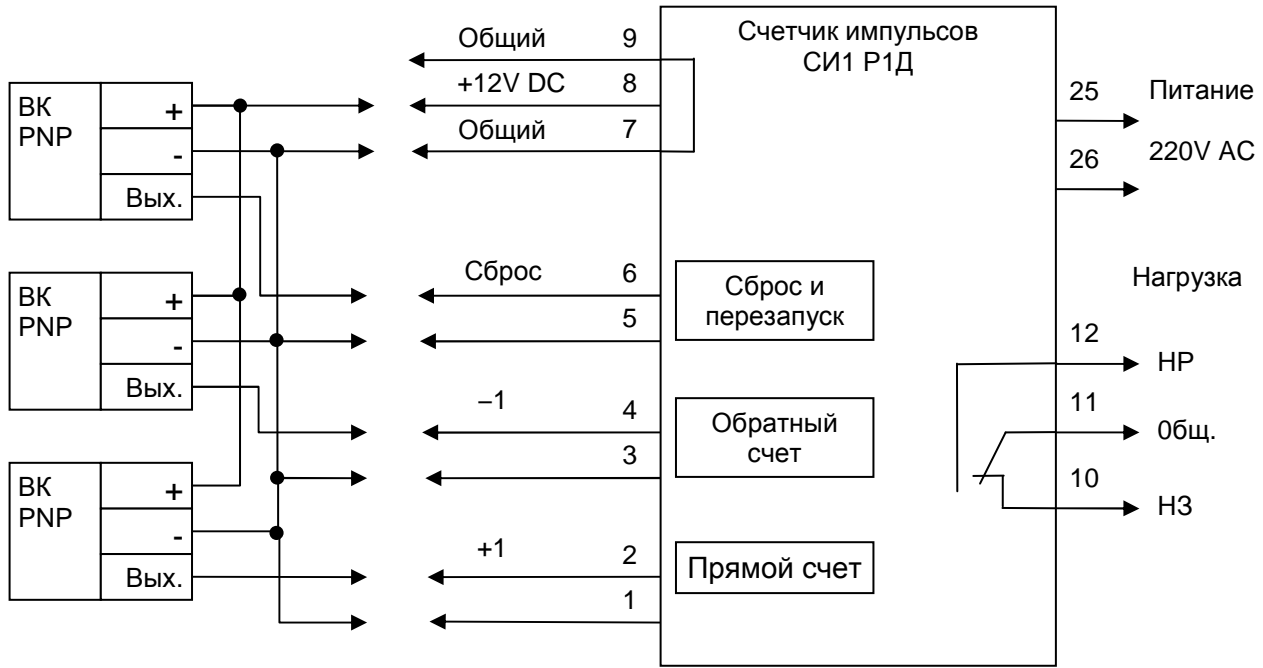 Счетчик импульсов
СИ1 Р1Д
Общий 9
+12V DC 8
Общий 7
ВК
PNP
+
-
Вых.
25 Питание
26 220V AC
Сброс 6
5
Сброс и
перезапуск
ВК
PNP
+
-
Вых.
Нагрузка
12
НР
–1 4
3
Обратный
счет
11
0бщ.
10
НЗ
ВК
PNP
+
-
Вых.
+1 2
1
Прямой счет